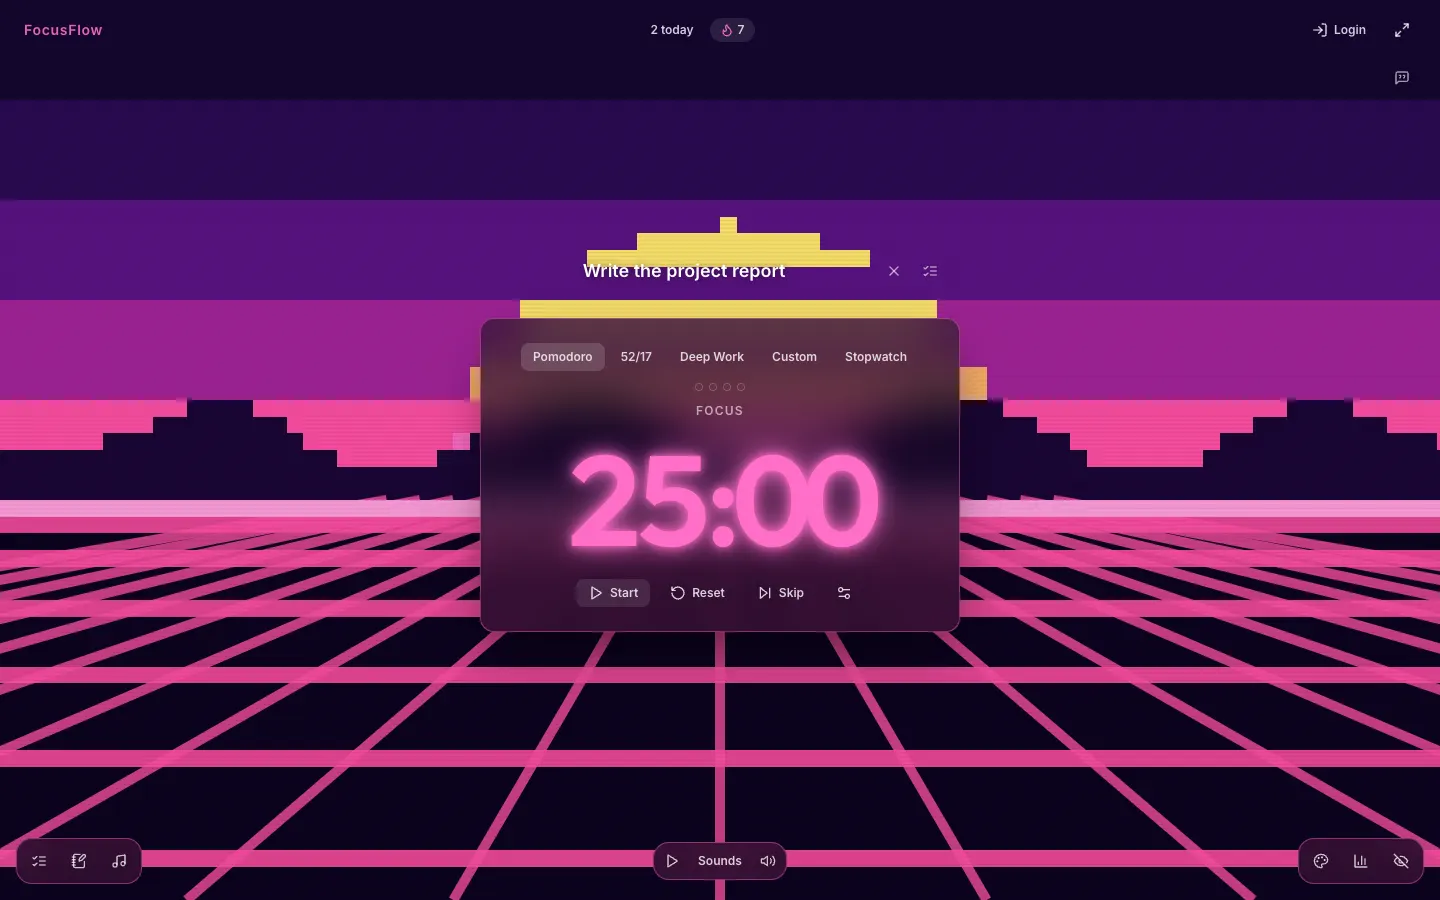 FocusFlow
2 today
7
Login
Write the project report
Pomodoro
52/17
Deep Work
Custom
Stopwatch
FOCUS
25:00
Start
Reset
Skip
Sounds